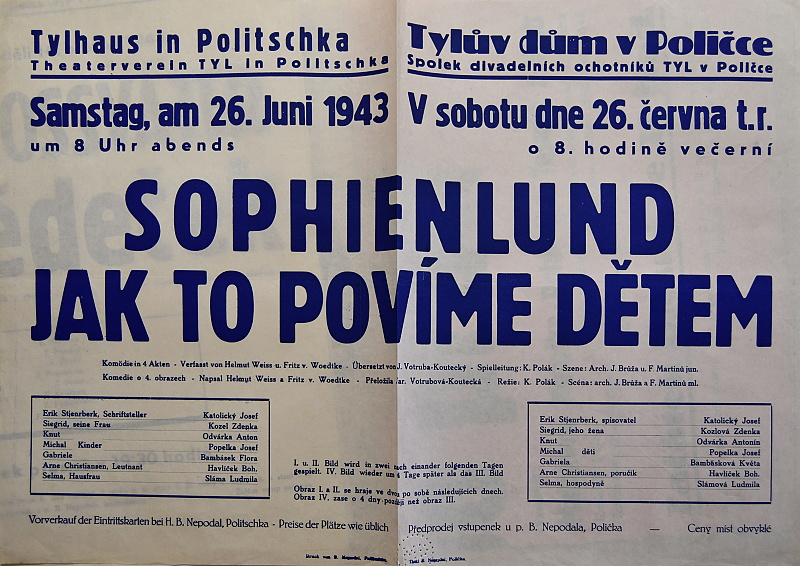 Tylhaus in Politschka
Theaterverein TYL in Politschka
Samstag, am 26. Juni 1943
um 8 Uhr abends
Tylův dům v Poličce
Spolek divadelních ochotníků TYL v Poličce
V sobotu dne 26. června t.r.
o 8. hodině večerní
SOPHIENLUND
JAK TO POVÍME DĚTEM
Komödie in 4 Akten - Verfasst von Helmut Weiss u. Fritz v. Woedtke - Übersetzt von J. Votruba-Koutecký - Spielleitung: K. Polák - Szene: Arch. J. Brůža u. F. Martinů jun.
Komedie o 4. obrazech - Napsal Helmut Weiss a Fritz v. Woedtke - Přeložila Votrubová-Koutecká - Režie: K. Polák - Scéna: arch. J. Brůža a F. Martinů ml.
Erik Stjenrberk, Schriftsteller Katolický Josef
Siegrid, seine Frau Kozel Zdenka
Knut Odvárka Anton
Michal Kinder Popelka Josef
Gabriele Bambásek Flora
Arne Christiansen, Leutnant Havlíček Boh.
Selma, Hausfrau Sláma Ludmila
I. u. II. Bild wird in zwei nach einander folgenden Tagen
gespielt. IV. Bild wieder um 4 Tage später als das III. Bild
Obraz I. a II. se hraje ve dvou po sobě následujících dnech.
Obraz IV. zase o 4 dny později než obraz III.
Erik Stjenrberk, spisovatel Katolický Josef
Siegrid, jeho žena Kozlová Zdenka
Knut Odvárka Antonín
Michal děti Popelka Josef
Gabriela Bambásková Květa
Arne Christiansen, poručík Havlíček Boh.
Selma, hospodyně Slámová Ludmila
Vorverkauf der Eintrittskarten bei H. B. Nepodal, Politschka - Preise der Plätze wie üblich
Předprodej vstupenek u p. B. Nepodala, Polička — Ceny míst obvyklé
Druck von B. Nepodal, Politschka.
Tiskl B. Nepodal, Polička.